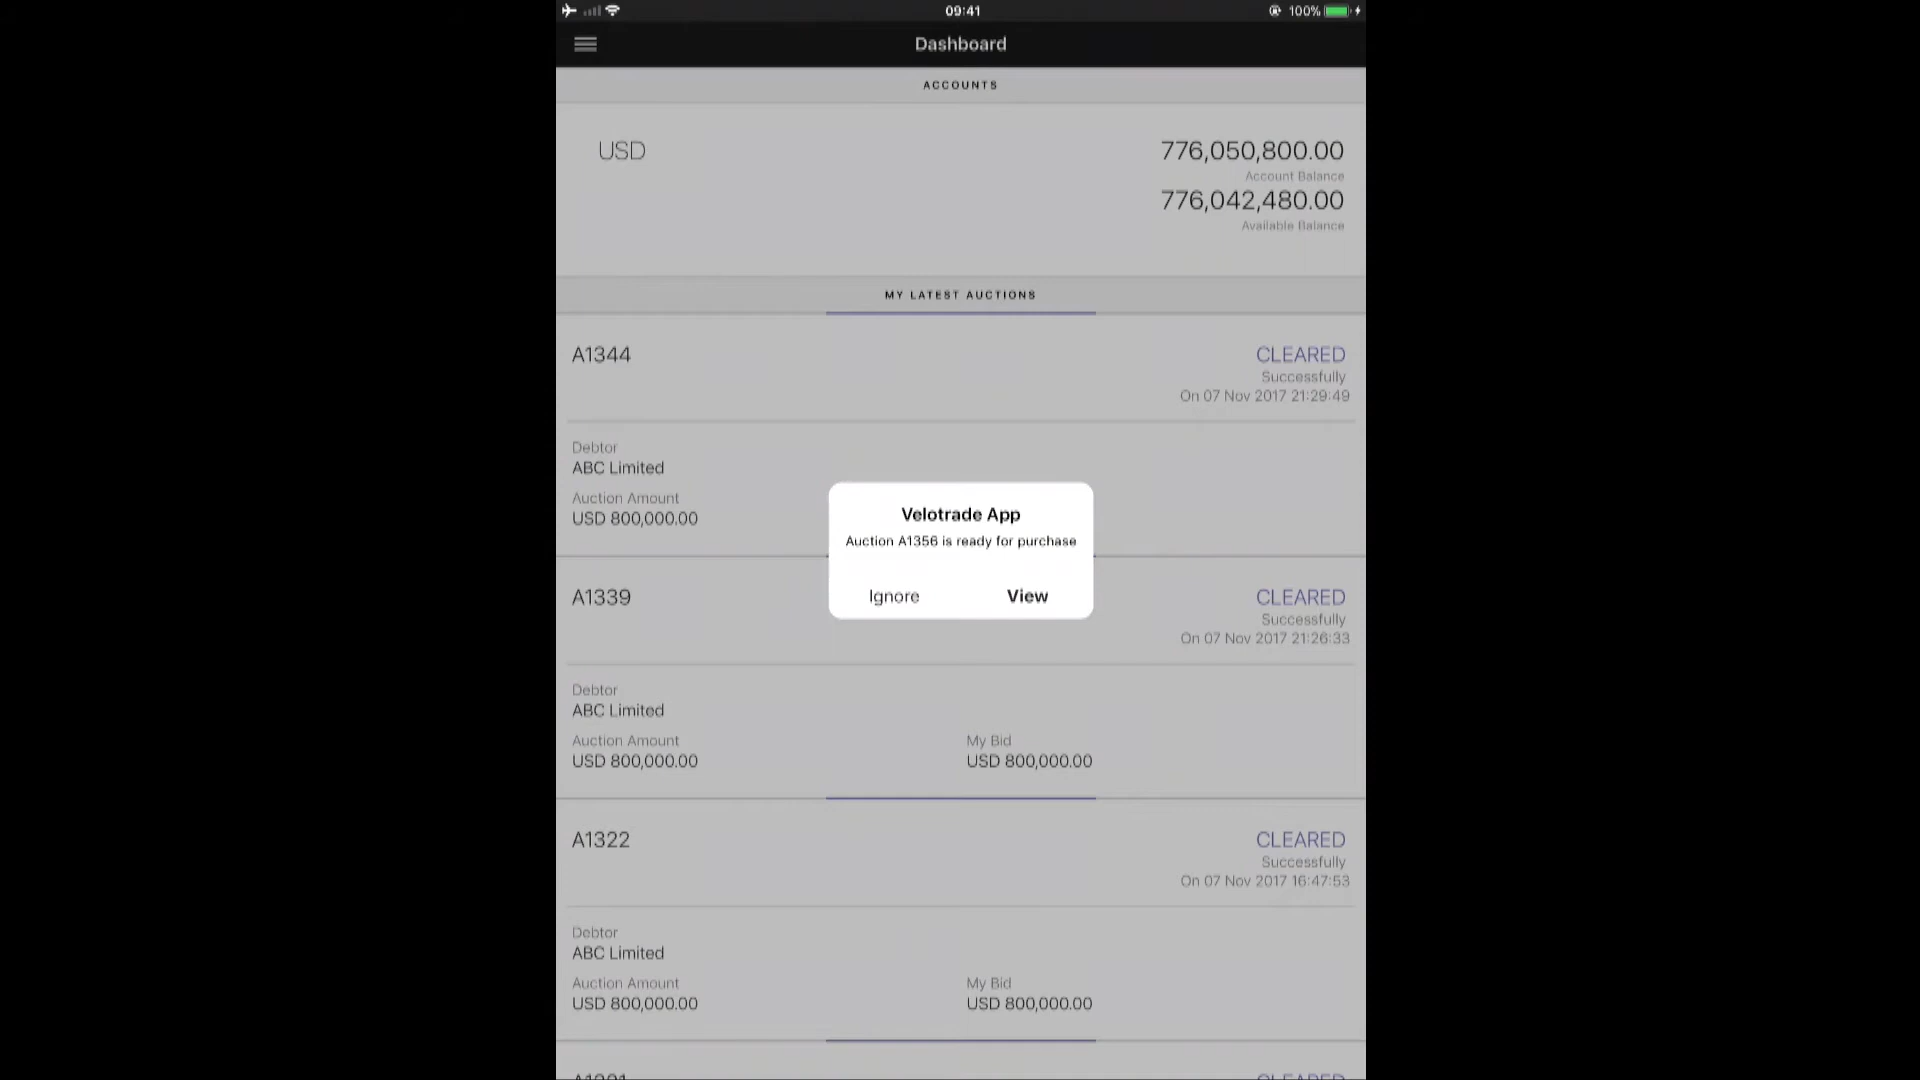 09:41
100%
Dashboard
ACCOUNTS
USD
776,050,800.00
Account Balance
776,042,480.00
Available Balance
MY LATEST AUCTIONS
A1344
CLEARED
Successfully
On 07 Nov 2017 21:29:49
Debtor
ABC Limited
Auction Amount
USD 800,000.00
Velotrade App
Auction A1356 is ready for purchase
Ignore
View
A1339
CLEARED
Successfully
On 07 Nov 2017 21:26:33
Debtor
ABC Limited
Auction Amount
My Bid
USD 800,000.00
USD 800,000.00
A1322
CLEARED
Successfully
On 07 Nov 2017 16:47:53
Debtor
ABC Limited
Auction Amount
My Bid
USD 800,000.00
USD 800,000.00
CLEARED